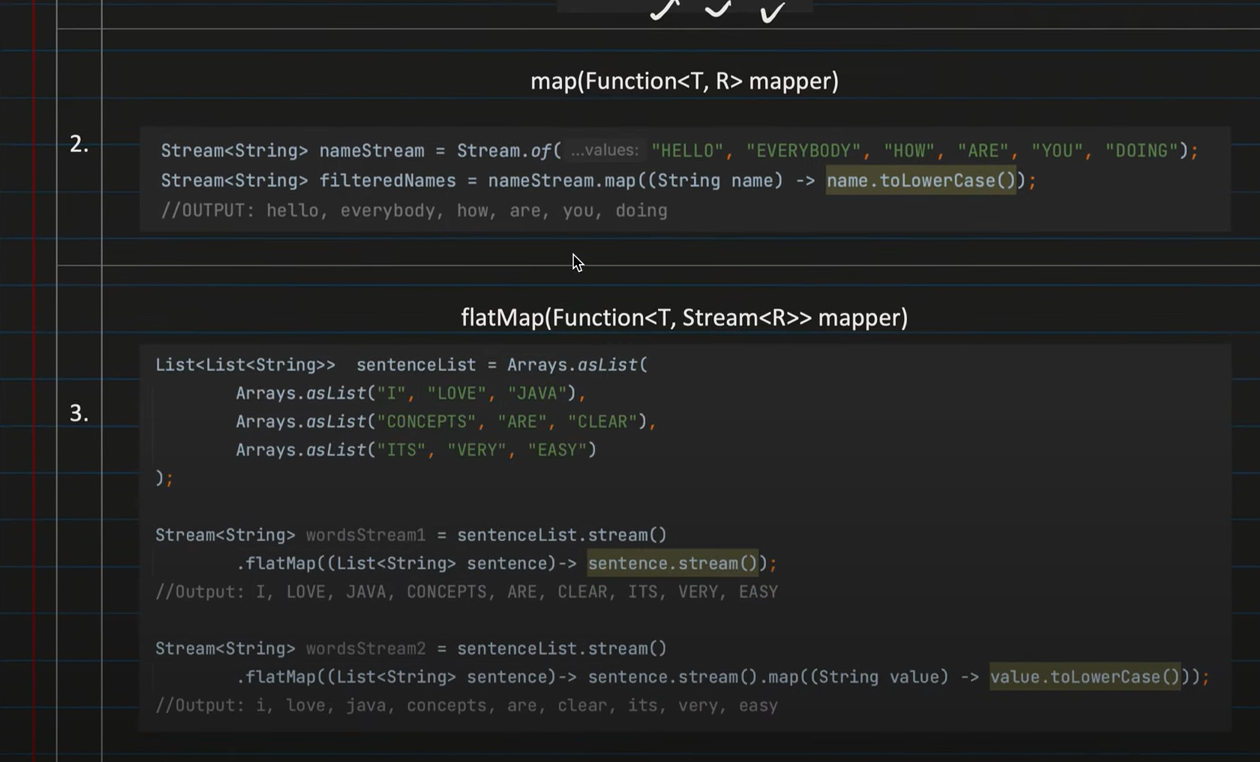 map(Function<T, R> mapper)
2.
Stream<String> nameStream = Stream.of( ...values: "HELLO", "EVERYBODY", "HOW", "ARE", "YOU", "DOING");
Stream<String> filteredNames = nameStream.map((String name) -> name.toLowerCase());
//OUTPUT: hello, everybody, how, are, you, doing
flatMap(Function<T, Stream<R>> mapper)
3.
List<List<String>>  sentenceList = Arrays.asList(
        Arrays.asList("I", "LOVE", "JAVA"),
        Arrays.asList("CONCEPTS", "ARE", "CLEAR"),
        Arrays.asList("ITS", "VERY", "EASY")
);
Stream<String> wordsStream1 = sentenceList.stream()
        .flatMap((List<String> sentence)-> sentence.stream());
//Output: I, LOVE, JAVA, CONCEPTS, ARE, CLEAR, ITS, VERY, EASY
Stream<String> wordsStream2 = sentenceList.stream()
        .flatMap((List<String> sentence)-> sentence.stream().map((String value) -> value.toLowerCase()));
//Output: i, love, java, concepts, are, clear, its, very, easy